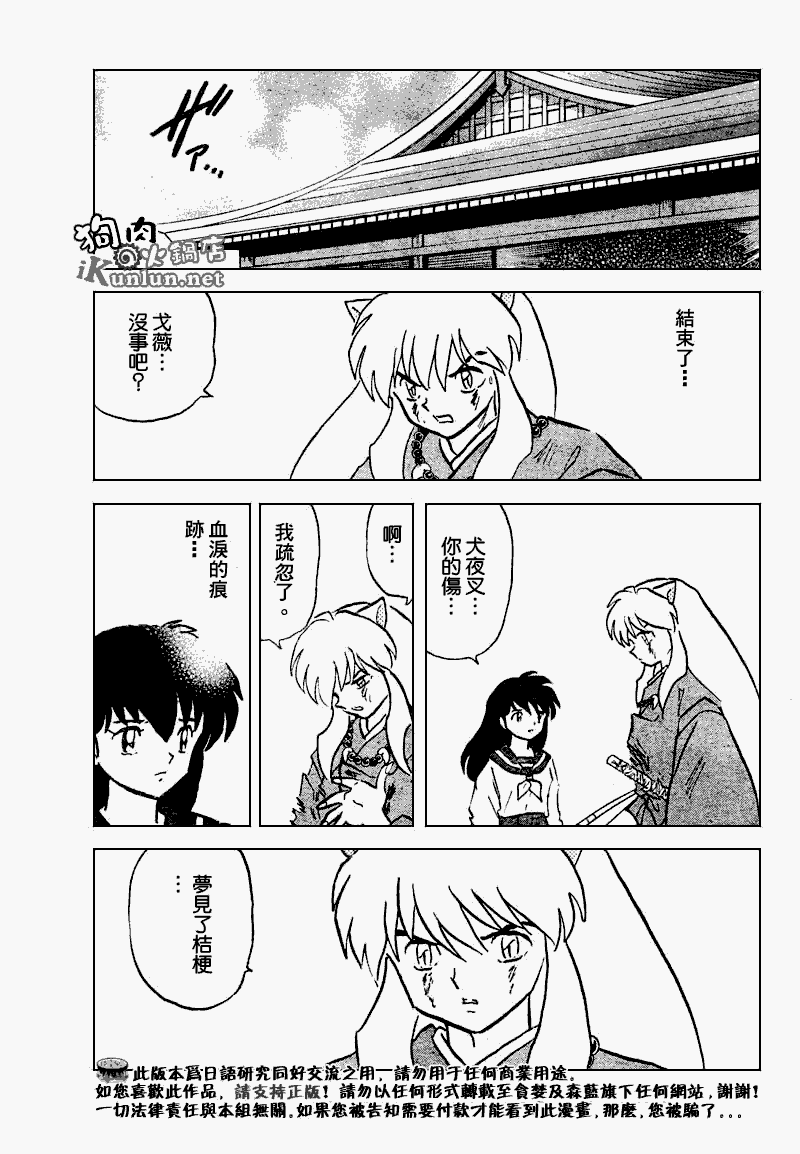 ザァ…
狗肉
火鍋店
iKunlun.net
結束了…
戈薇…
沒事吧？
犬夜叉…
你的傷…
啊…
我疏忽了。
血淚的痕
跡…
夢見了桔梗
…
此版本爲日語研究同好交流之用，請勿用于任何商業用途。
如您喜歡此作品，請支持正版！請勿以任何形式轉載至貪婪及森藍旗下任何網站，謝謝！
一切法律責任與本組無關。如果您被告知需要付款才能看到此漫畫，那麼，您被騙了...